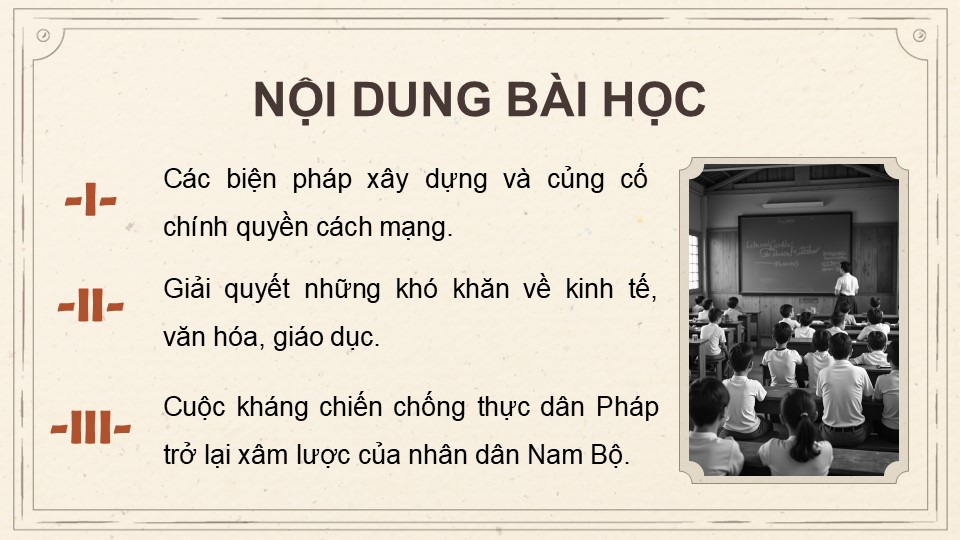 NỘI DUNG BÀI HỌC
-I-
Các biện pháp xây dựng và củng cố
chính quyền cách mạng.
-II-
Giải quyết những khó khăn về kinh tế,
văn hóa, giáo dục.
-III-
Cuộc kháng chiến chống thực dân Pháp
trở lại xâm lược của nhân dân Nam Bộ.